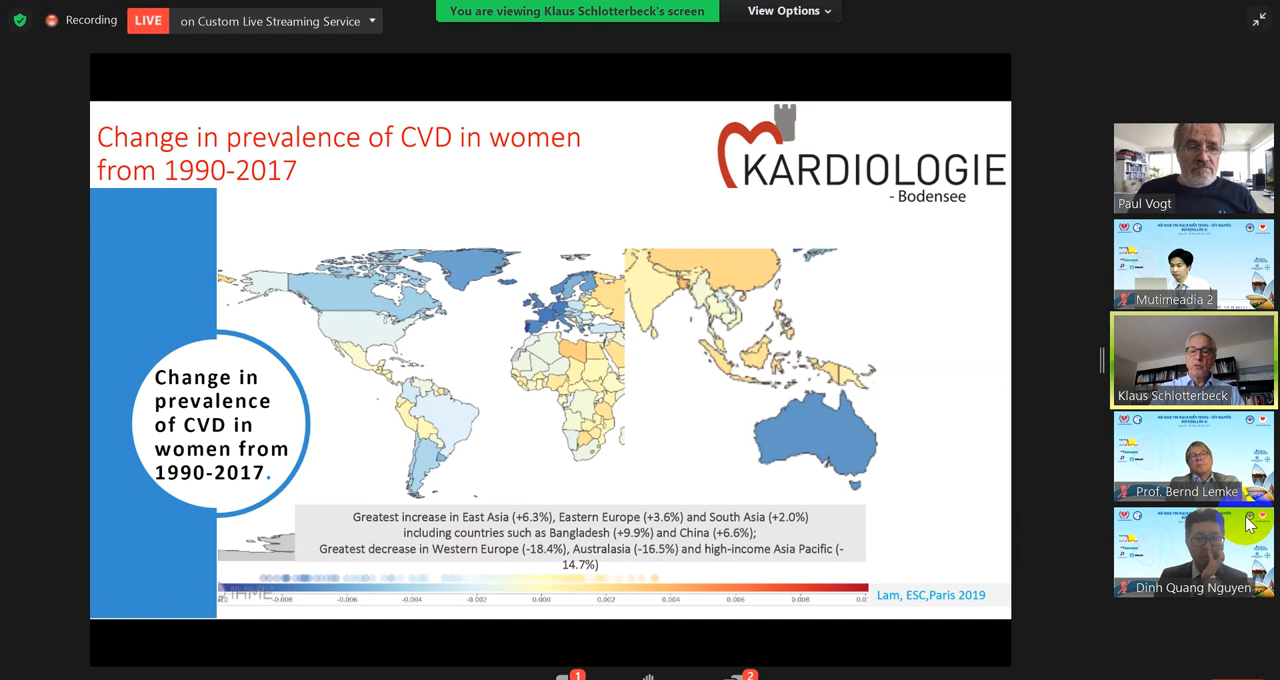 Recording
LIVE
on Custom Live Streaming Service
You are viewing Klaus Schlotterbeck's screen
View Options
Change in prevalence of CVD in women
from 1990-2017
KARDIOLOGIE
- Bodensee
Change in
prevalence
of CVD in
women from
1990-2017.
Greatest increase in East Asia (+6.3%), Eastern Europe (+3.6%) and South Asia (+2.0%)
including countries such as Bangladesh (+9.9%) and China (+6.6%);
Greatest decrease in Western Europe (-18.4%), Australasia (-16.5%) and high-income Asia Pacific (-
14.7%)
IHME
-0.008 -0.006 -0.004 -0.002 0.000 0.002 0.004 0.006 0.008
Lam, ESC,Paris 2019
Paul Vogt
Mutimeadia 2
Klaus Schlotterbeck
Prof. Bernd Lemke
Dinh Quang Nguyen
1
2